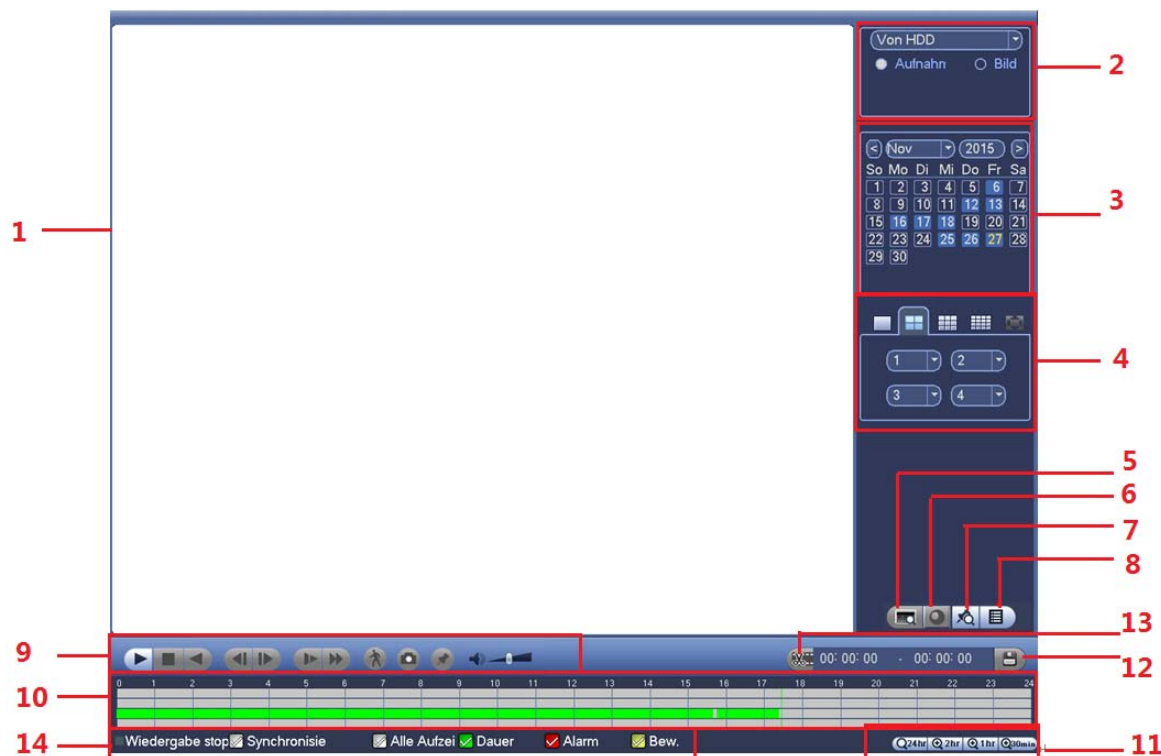 Von HDD
Aufnahm Bild
2
< Nov 2015 >
So Mo Di Mi Do Fr Sa
1 2 3 4 5 6 7
8 9 10 11 12 13 14
15 16 17 18 19 20 21
22 23 24 25 26 27 28
29 30
3
1
1 2
3 4
4
5
6
7
8
13
9
00:00:00 - 00:00:00
12
10
0 1 2 3 4 5 6 7 8 9 10 11 12 13 14 15 16 17 18 19 20 21 22 23 24
14
Wiedergabe stop Synchronisie Alle Aufzei Dauer Alarm Bew.
24hr 2hr 1hr 30min
11